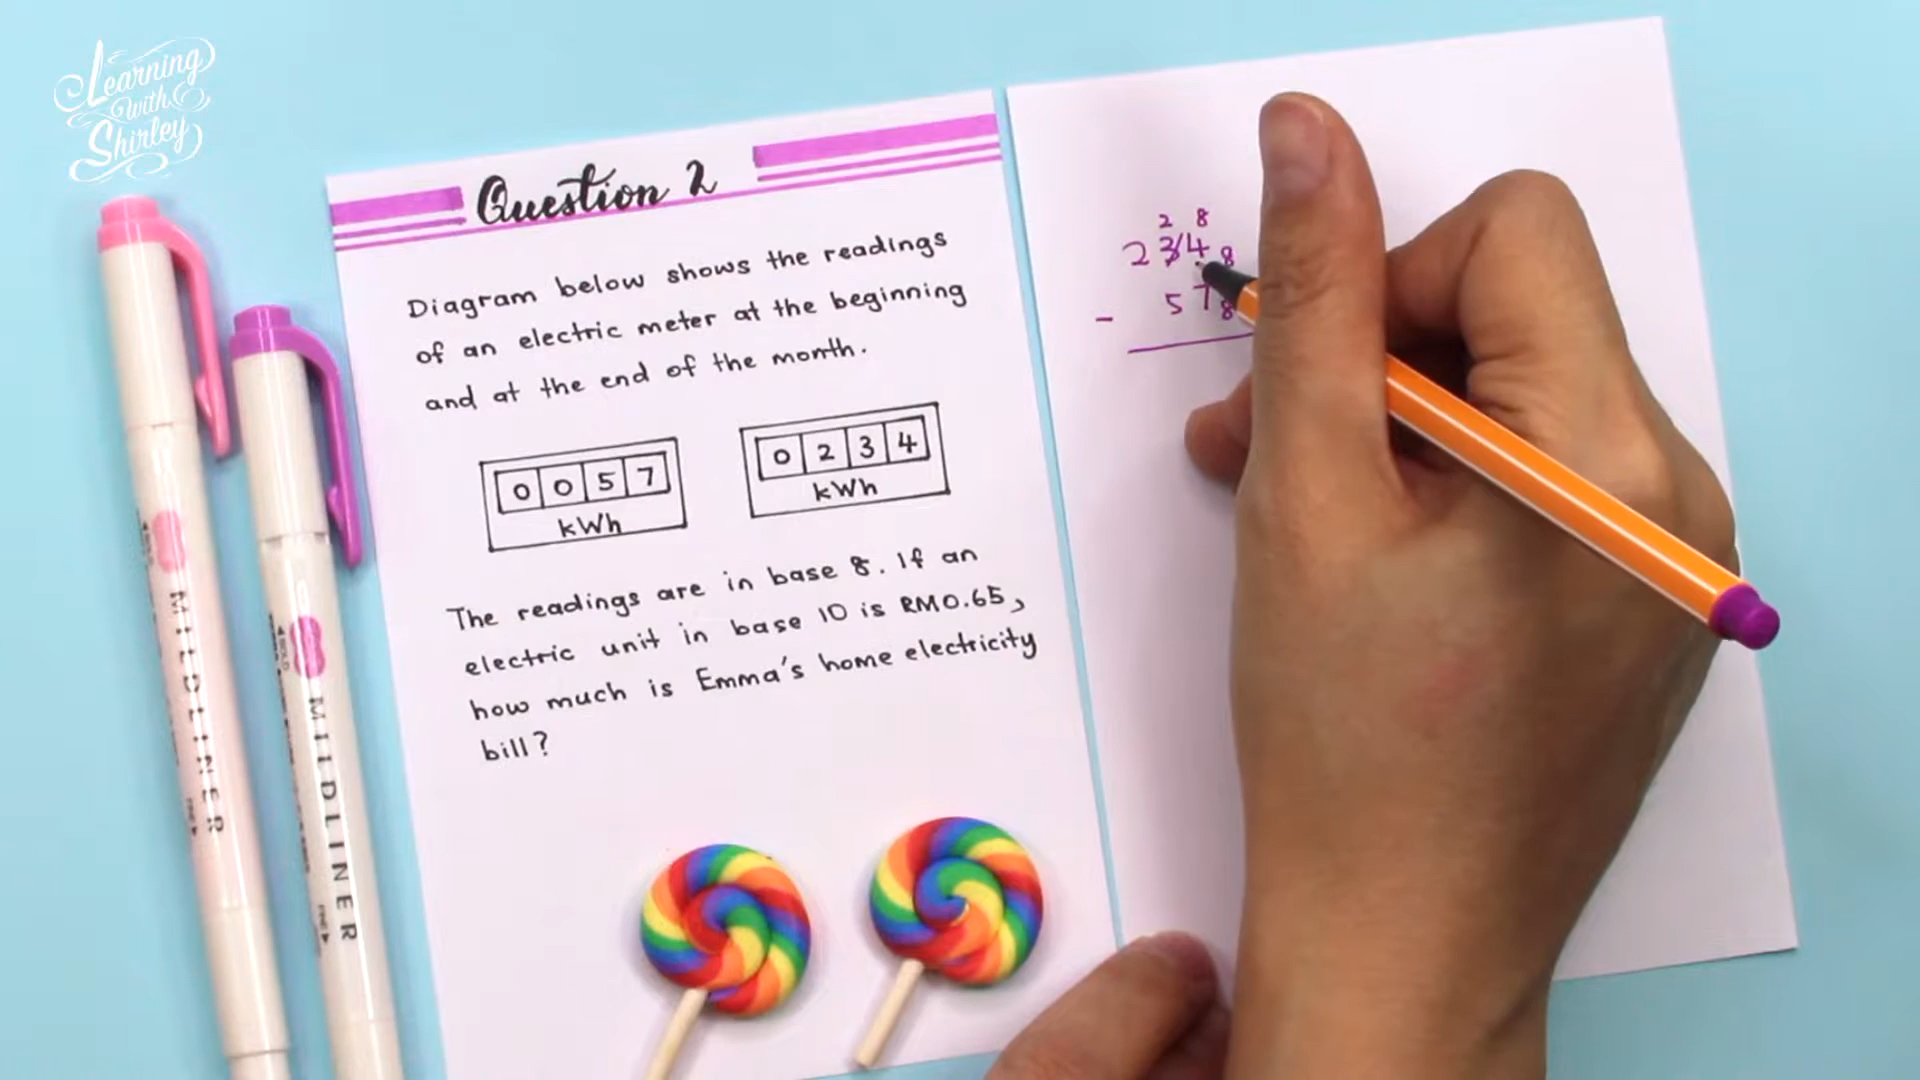 Learning
With
Shirley
Question 2
Diagram below shows the readings
of an electric meter at the beginning
and at the end of the month.
0 0 5 7
kWh
0 2 3 4
kWh
The readings are in base 8. If an
electric unit in base 10 is RM0.65,
how much is Emma's home electricity
bill?
2 8
2 3 4 8
- 5 7 8
MILDLINER
MILDLINER